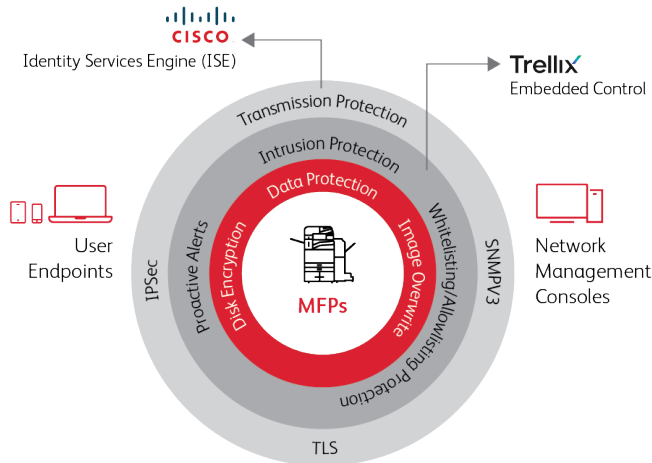 CISCO
Identity Services Engine (ISE)
Trellix
Embedded Control
Transmission Protection
Intrusion Protection
Data Protection
User
Endpoints
IPSec
Proactive Alerts
Disk Encryption
MFPs
Image Overwrite
Whitelisting/Allowlisting Protection
SNMPV3
Network
Management
Consoles
TLS